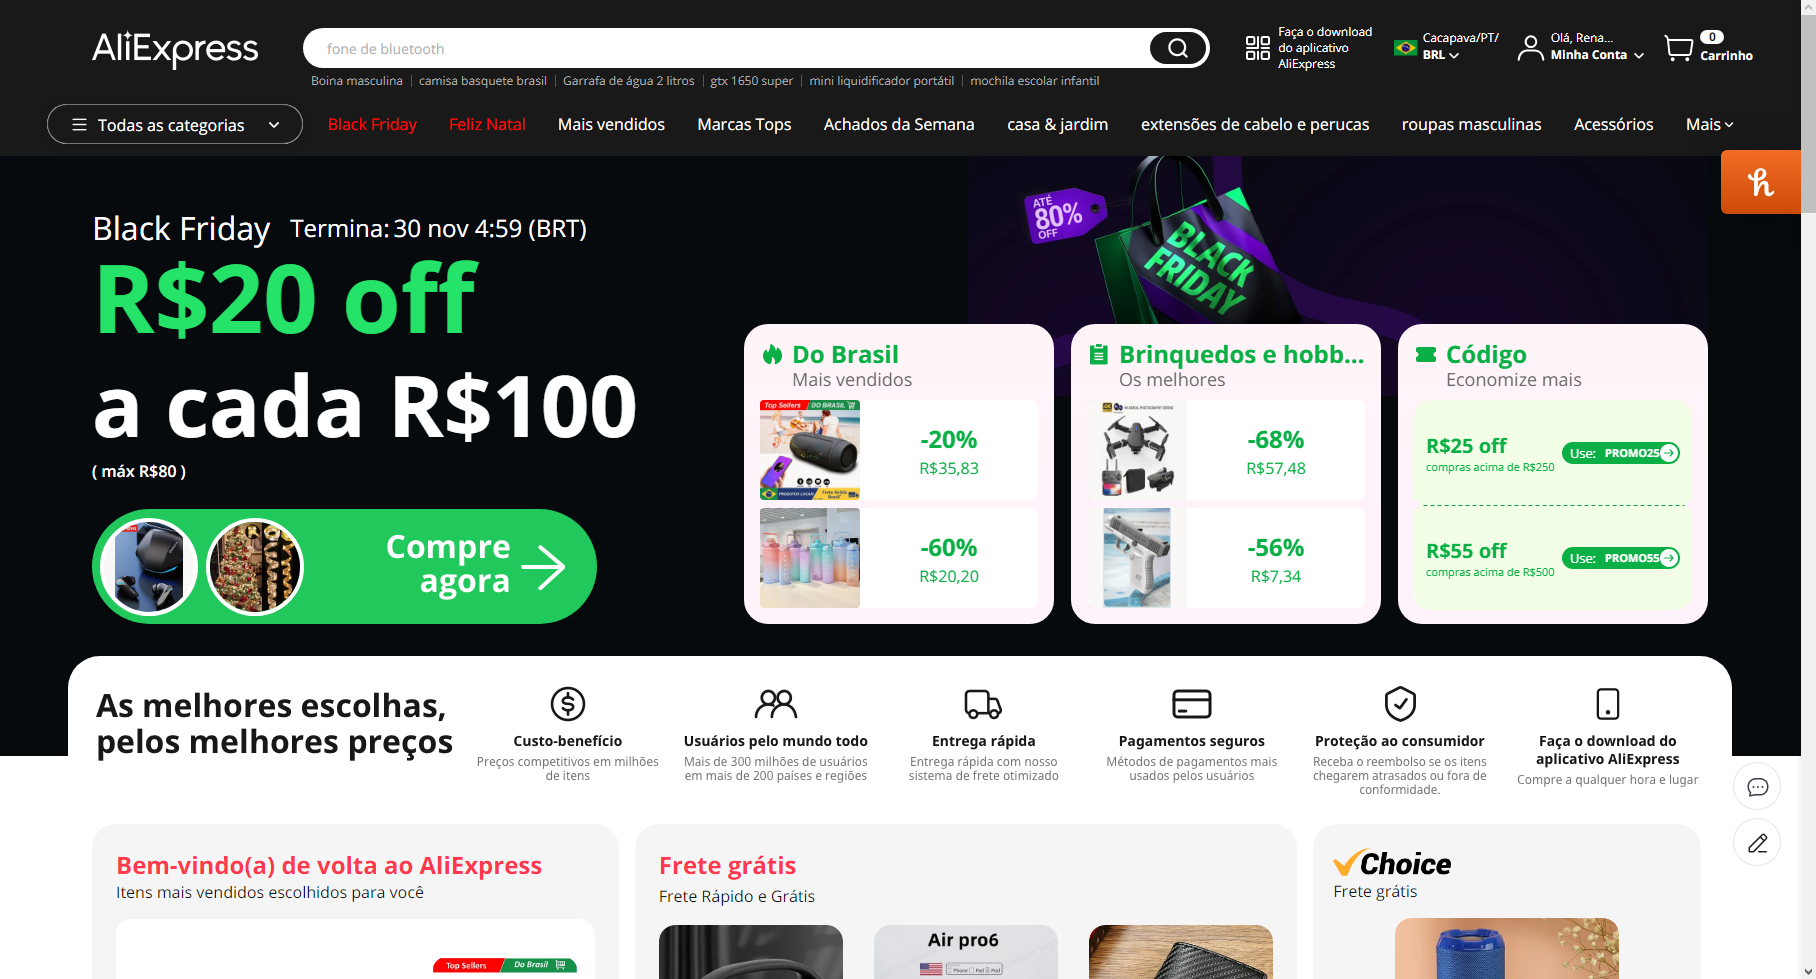 AliExpress
fone de bluetooth
Boina masculina
camisa basquete brasil
Garrafa de água 2 litros
gtx 1650 super
mini liquidificador portátil
mochila escolar infantil
Faça o download
do aplicativo
AliExpress
Cacapava/PT/
BRL
Olá, Rena...
Minha Conta
0
Carrinho
Todas as categorias
Black Friday
Feliz Natal
Mais vendidos
Marcas Tops
Achados da Semana
casa & jardim
extensões de cabelo e perucas
roupas masculinas
Acessórios
Mais
Black Friday
Termina: 30 nov 4:59 (BRT)
R$20 off
a cada R$100
( máx R$80 )
Compre
agora
ATÉ
80%
OFF
BLACK
FRIDAY
Do Brasil
Mais vendidos
Top Sellers
DO BRASIL
PRODUTOS LOCAIS
Frete Grátis
Brasil
-20%
R$35,83
-60%
R$20,20
Brinquedos e hobb...
Os melhores
-68%
R$57,48
-56%
R$7,34
Código
Economize mais
R$25 off
compras acima de R$250
Use: PROMO25
R$55 off
compras acima de R$500
Use: PROMO55
As melhores escolhas,
pelos melhores preços
Custo-benefício
Preços competitivos em milhões
de itens
Usuários pelo mundo todo
Mais de 300 milhões de usuários
em mais de 200 países e regiões
Entrega rápida
Entrega rápida com nosso
sistema de frete otimizado
Pagamentos seguros
Métodos de pagamentos mais
usados pelos usuários
Proteção ao consumidor
Receba o reembolso se os itens
chegarem atrasados ou fora de
conformidade.
Faça o download do
aplicativo AliExpress
Compre a qualquer hora e lugar
Bem-vindo(a) de volta ao AliExpress
Itens mais vendidos escolhidos para você
Top Sellers
Do Brasil
Frete grátis
Frete Rápido e Grátis
Air pro6
Choice
Frete grátis